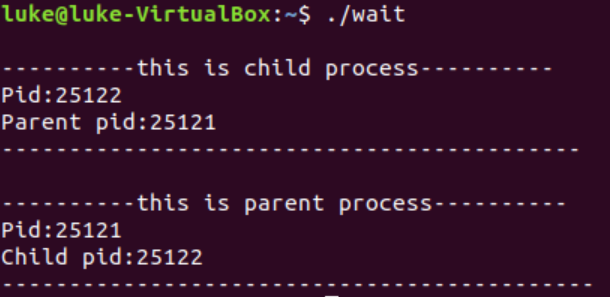 luke@luke-VirtualBox:~$ ./wait
----------this is child process----------
Pid:25122
Parent pid:25121
-------------------------------------------
----------this is parent process----------
Pid:25121
Child pid:25122
--------------------------------------------